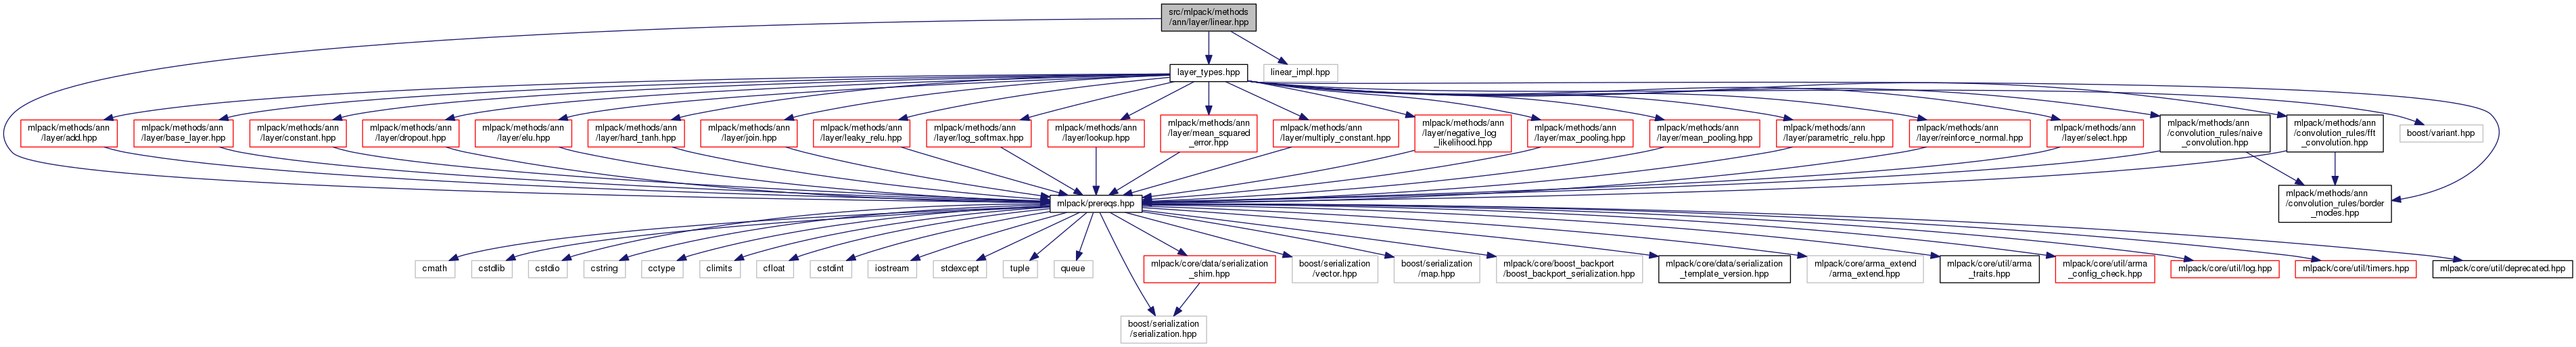 src/mlpack/methods
/ann/layer/linear.hpp
layer_types.hpp
linear_impl.hpp
mlpack/methods/ann
/layer/add.hpp
mlpack/methods/ann
/layer/base_layer.hpp
mlpack/methods/ann
/layer/constant.hpp
mlpack/methods/ann
/layer/dropout.hpp
mlpack/methods/ann
/layer/elu.hpp
mlpack/methods/ann
/layer/hard_tanh.hpp
mlpack/methods/ann
/layer/join.hpp
mlpack/methods/ann
/layer/leaky_relu.hpp
mlpack/methods/ann
/layer/log_softmax.hpp
mlpack/methods/ann
/layer/lookup.hpp
mlpack/methods/ann
/layer/mean_squared
_error.hpp
mlpack/methods/ann
/layer/multiply_constant.hpp
mlpack/methods/ann
/layer/negative_log
_likelihood.hpp
mlpack/methods/ann
/layer/max_pooling.hpp
mlpack/methods/ann
/layer/mean_pooling.hpp
mlpack/methods/ann
/layer/parametric_relu.hpp
mlpack/methods/ann
/layer/reinforce_normal.hpp
mlpack/methods/ann
/layer/select.hpp
mlpack/methods/ann
/convolution_rules/naive
_convolution.hpp
mlpack/methods/ann
/convolution_rules/fft
_convolution.hpp
boost/variant.hpp
mlpack/prereqs.hpp
mlpack/methods/ann
/convolution_rules/border
_modes.hpp
cmath
cstdlib
cstdio
cstring
cctype
climits
cfloat
cstdint
iostream
stdexcept
tuple
queue
mlpack/core/data/serialization
_shim.hpp
boost/serialization
/vector.hpp
boost/serialization
/map.hpp
mlpack/core/boost_backport
/boost_backport_serialization.hpp
mlpack/core/data/serialization
_template_version.hpp
mlpack/core/arma_extend
/arma_extend.hpp
mlpack/core/util/arma
_traits.hpp
mlpack/core/util/arma
_config_check.hpp
mlpack/core/util/log.hpp
mlpack/core/util/timers.hpp
mlpack/core/util/deprecated.hpp
boost/serialization
/serialization.hpp